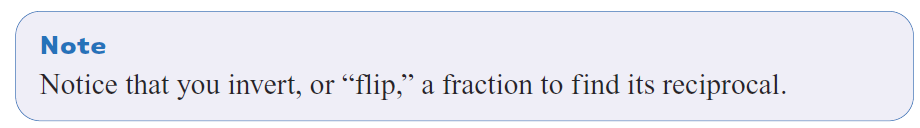 Note
Notice that you invert, or “flip,” a fraction to find its reciprocal.